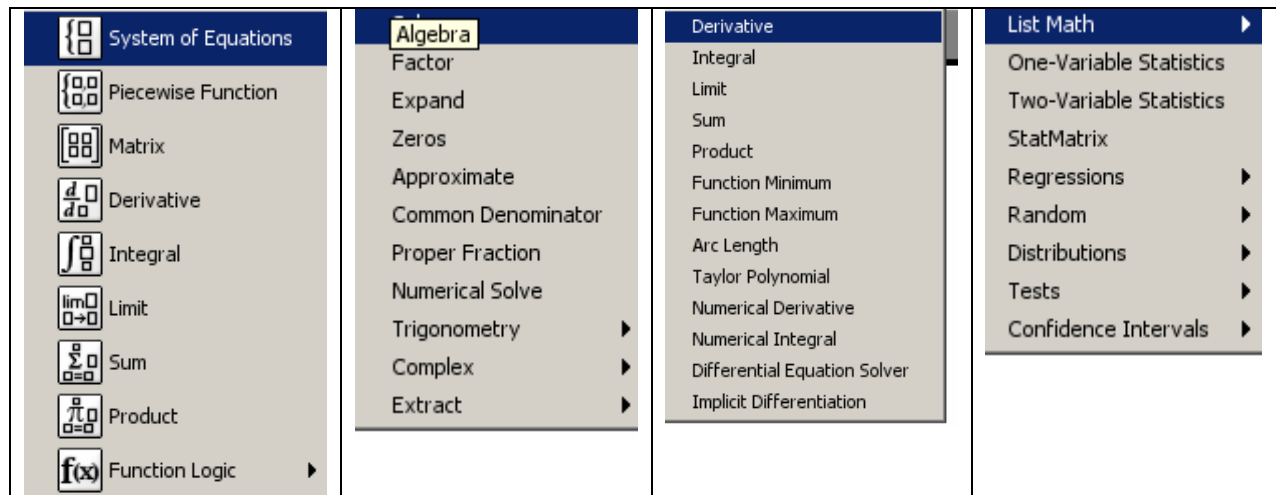 System of Equations
Piecewise Function
Matrix
d
d
Derivative
Integral
lim
Limit
Σ
Sum
π
Product
f(x) Function Logic
Algebra
Factor
Expand
Zeros
Approximate
Common Denominator
Proper Fraction
Numerical Solve
Trigonometry
Complex
Extract
Derivative
Integral
Limit
Sum
Product
Function Minimum
Function Maximum
Arc Length
Taylor Polynomial
Numerical Derivative
Numerical Integral
Differential Equation Solver
Implicit Differentiation
List Math
One-Variable Statistics
Two-Variable Statistics
StatMatrix
Regressions
Random
Distributions
Tests
Confidence Intervals